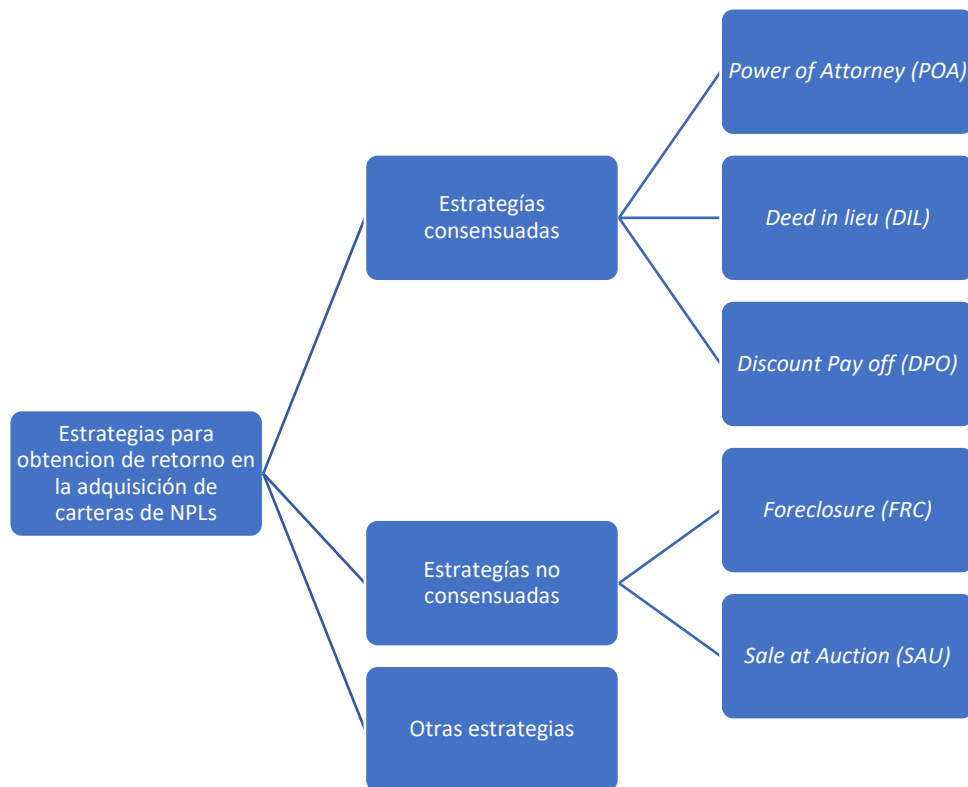 Estrategias para
obtencion de retorno en
la adquisición de
carteras de NPLs
Estrategías
consensuadas
Power of Attorney (POA)
Deed in lieu (DIL)
Discount Pay off (DPO)
Estrategías no
consensuadas
Foreclosure (FRC)
Sale at Auction (SAU)
Otras estrategias